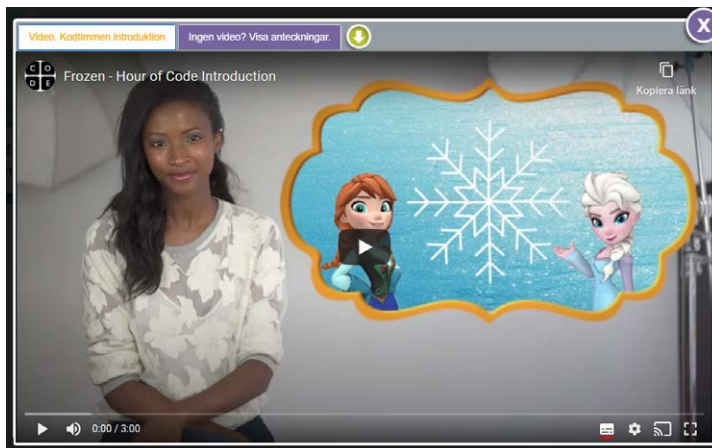 Video. Kodtimmen introduktion
Ingen video? Visa anteckningar.
X
C O
D E
Frozen - Hour of Code Introduction
Kopiera länk
0:00 / 3:00